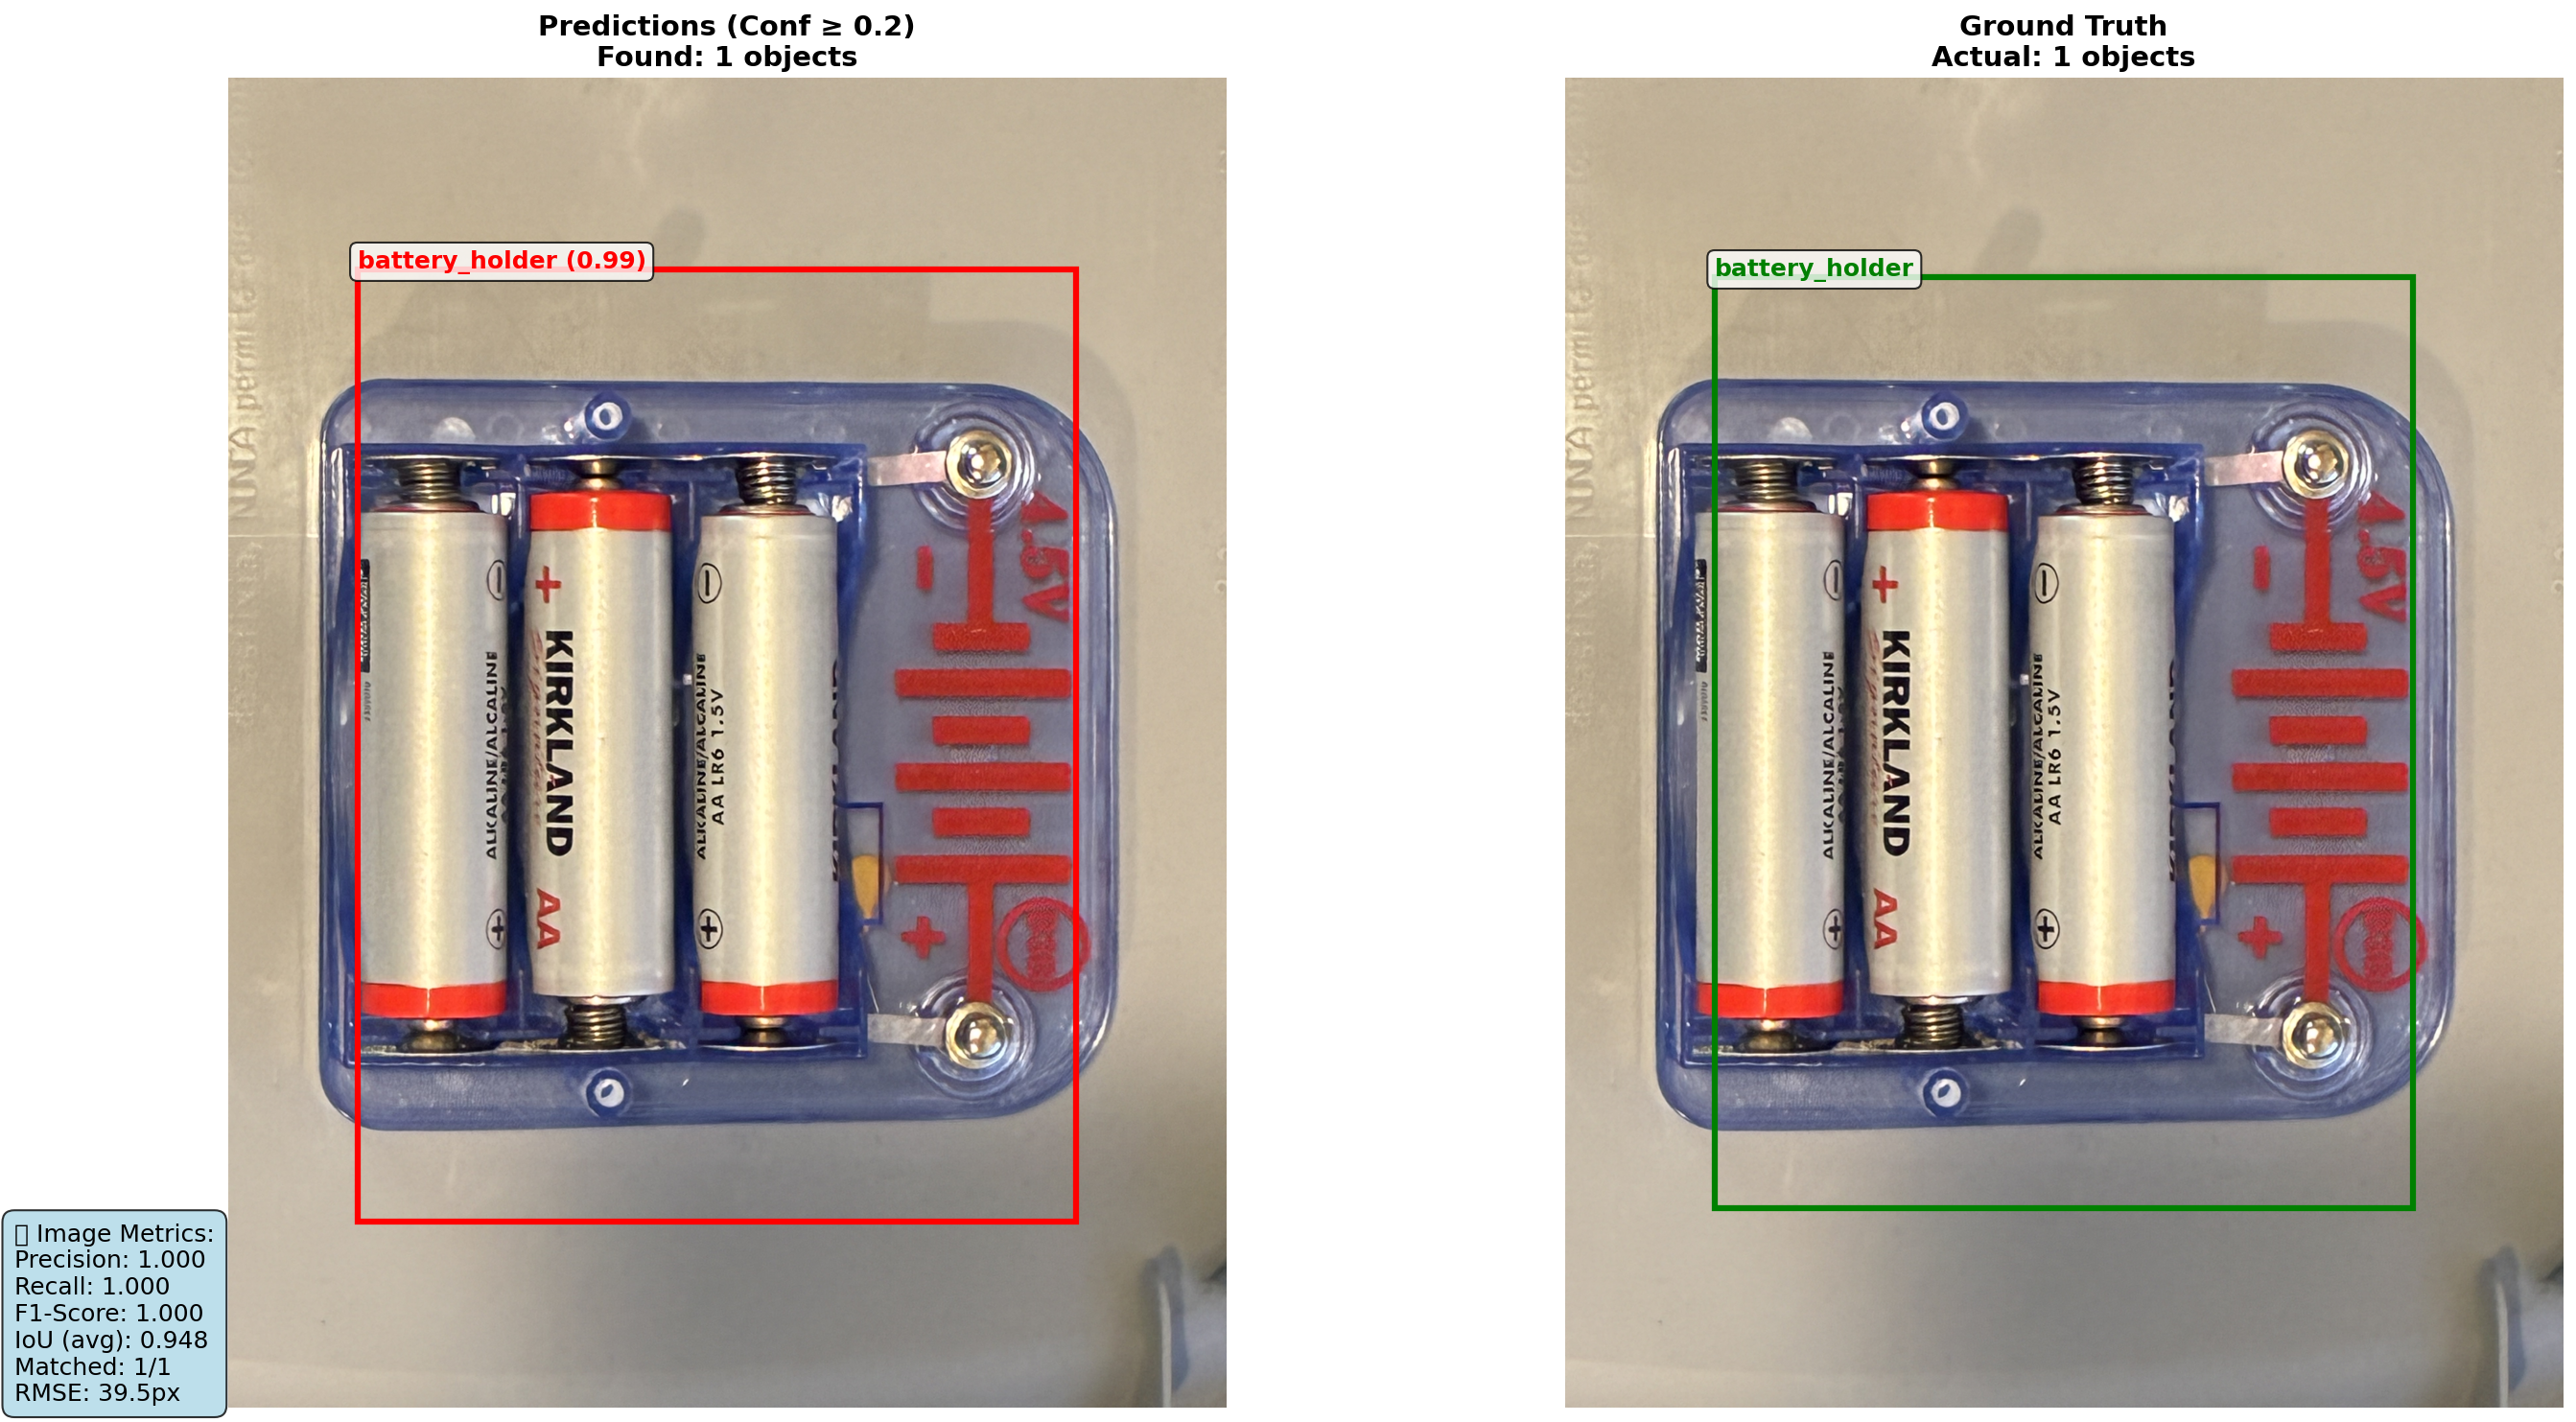 Predictions (Conf ≥ 0.2)
Found: 1 objects
Ground Truth
Actual: 1 objects
battery_holder (0.99)
battery_holder
4.5V
-
+
KIRKLAND
Signature
AA
ALKALINE/ALCALINE
-
+
ALKALINE/ALCALINE
AA LR6 1.5V
-
+
4.5V
-
+
KIRKLAND
Signature
AA
ALKALINE/ALCALINE
-
+
ALKALINE/ALCALINE
AA LR6 1.5V
-
+
Image Metrics:
Precision: 1.000
Recall: 1.000
F1-Score: 1.000
IoU (avg): 0.948
Matched: 1/1
RMSE: 39.5px